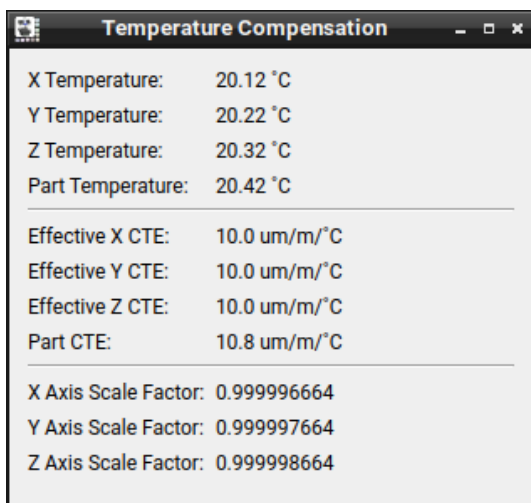 Temperature Compensation
X Temperature: 20.12 °C
Y Temperature: 20.22 °C
Z Temperature: 20.32 °C
Part Temperature: 20.42 °C
Effective X CTE: 10.0 um/m/°C
Effective Y CTE: 10.0 um/m/°C
Effective Z CTE: 10.0 um/m/°C
Part CTE: 10.8 um/m/°C
X Axis Scale Factor: 0.999996664
Y Axis Scale Factor: 0.999997664
Z Axis Scale Factor: 0.999998664